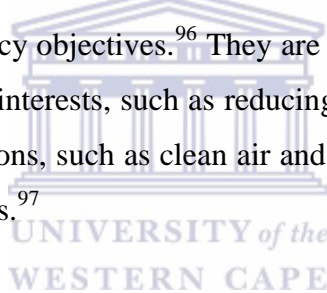 cy objectives.96 They are
interests, such as reducing
ons, such as clean air and
s.97
UNIVERSITY of the
WESTERN CAPE